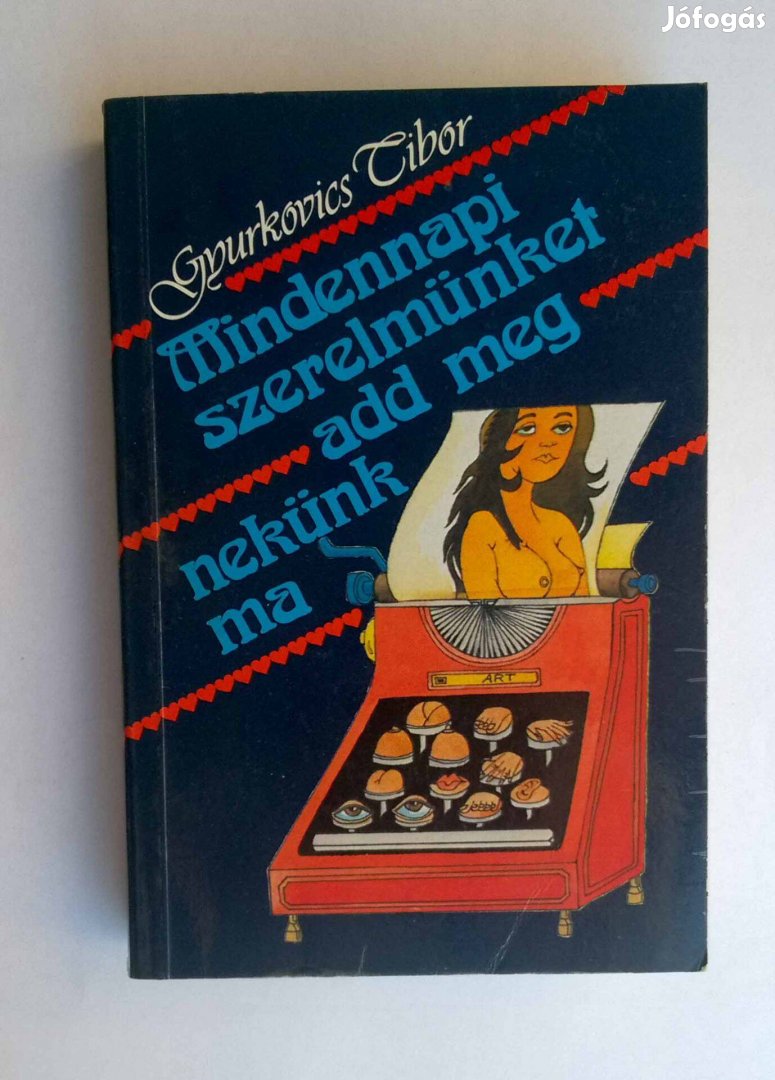 Jófogás
Gyurkovics Tibor
Mindennapi
szerelmünket
add meg
nekünk
ma
ART